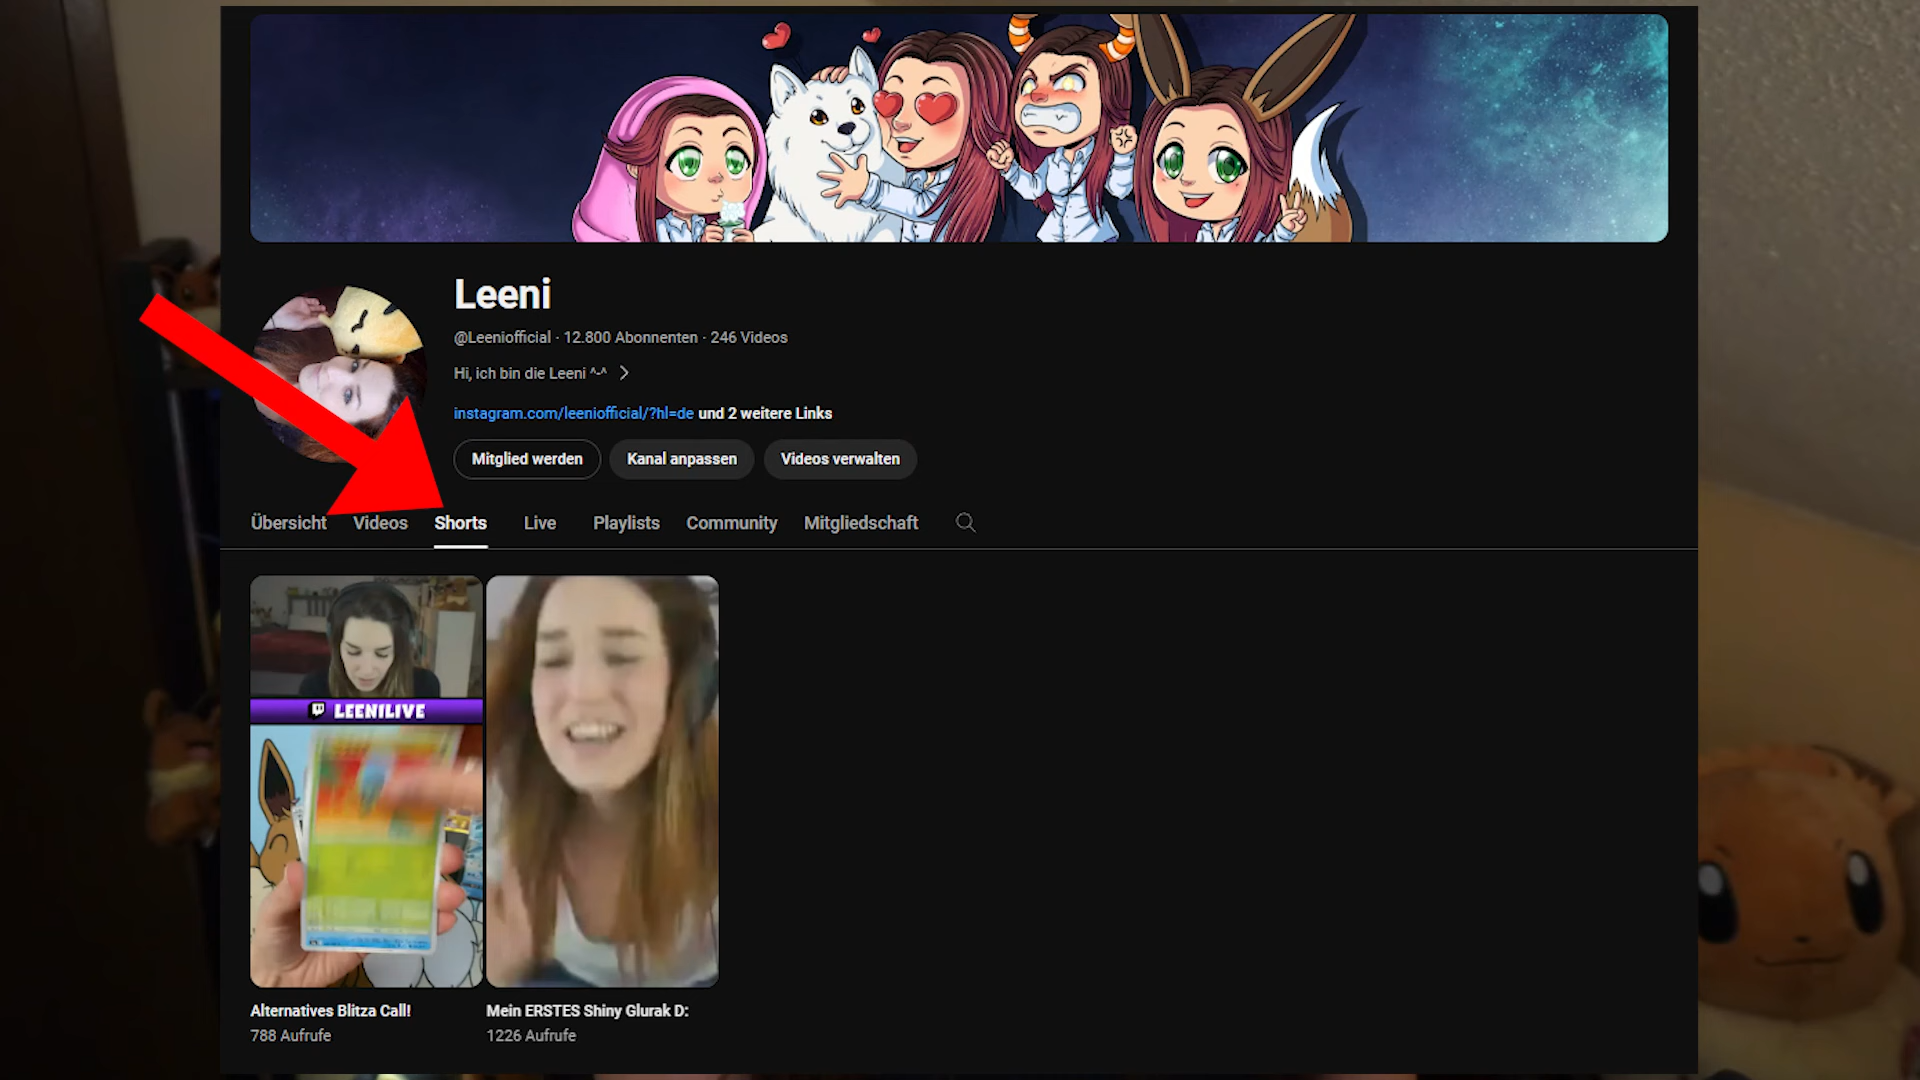 Leeni
@Leeniofficial · 12.800 Abonnenten · 246 Videos
Hi, ich bin die Leeni ^-^
instagram.com/leeniofficial/?hl=de und 2 weitere Links
Mitglied werden
Kanal anpassen
Videos verwalten
Übersicht
Videos
Shorts
Live
Playlists
Community
Mitgliedschaft
LEENILIVE
Alternatives Blitza Call!
788 Aufrufe
Mein ERSTES Shiny Glurak D:
1226 Aufrufe